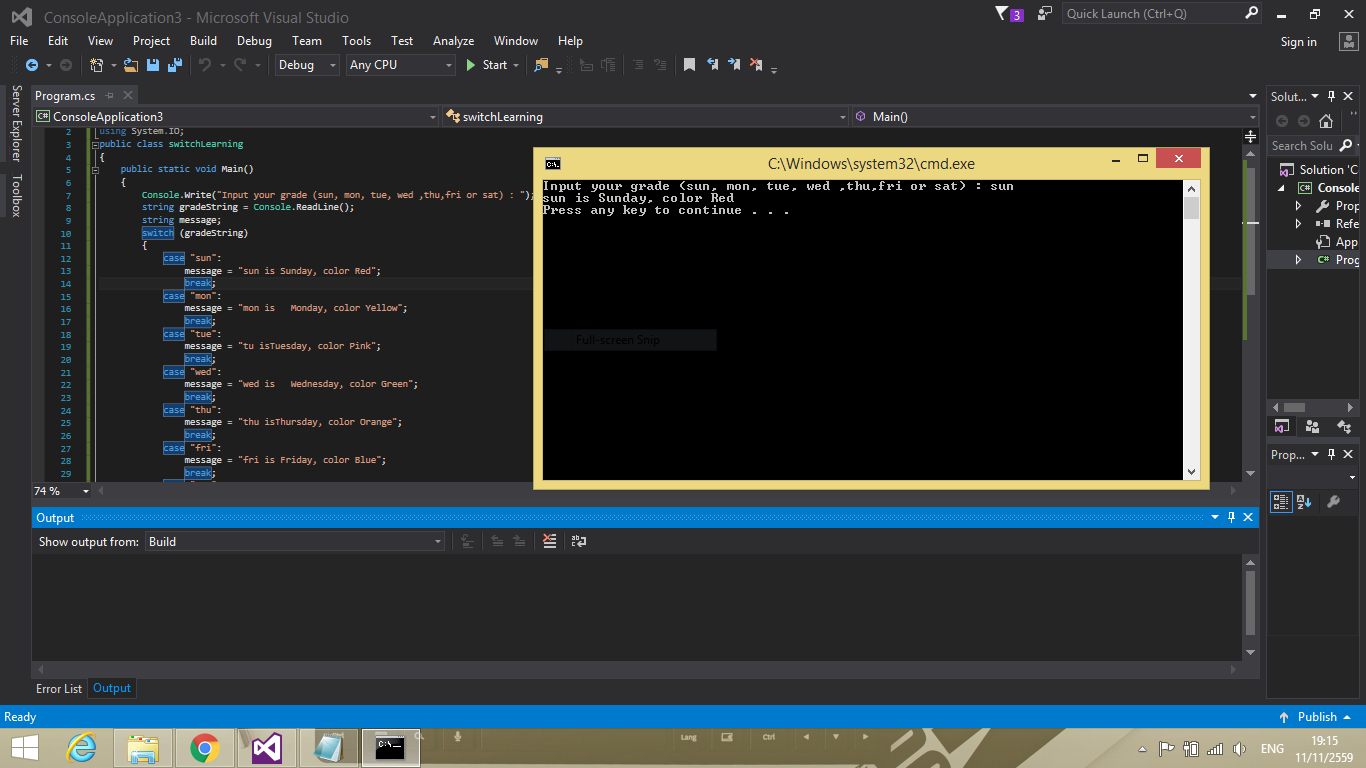 ConsoleApplication3 - Microsoft Visual Studio
3
Quick Launch (Ctrl+Q)
File Edit View Project Build Debug Team Tools Test Analyze Window Help
Sign in
Debug Any CPU Start
Server Explorer
Toolbox
Program.cs
ConsoleApplication3 switchLearning Main()
2 using System.IO;
3 public class switchLearning
4 {
5 public static void Main()
6 {
7 Console.Write("Input your grade (sun, mon, tue, wed ,thu,fri or sat) : ");
8 string gradeString = Console.ReadLine();
9 string message;
10 switch (gradeString)
11 {
12 case "sun":
13 message = "sun is Sunday, color Red";
14 break;
15 case "mon":
16 message = "mon is   Monday, color Yellow";
17 break;
18 case "tue":
19 message = "tu isTuesday, color Pink";
20 break;
21 case "wed":
22 message = "wed is   Wednesday, color Green";
23 break;
24 case "thu":
25 message = "thu isThursday, color Orange";
26 break;
27 case "fri":
28 message = "fri is Friday, color Blue";
29 break;
74 %
C:\Windows\system32\cmd.exe
Input your grade (sun, mon, tue, wed ,thu,fri or sat) : sun
sun is Sunday, color Red
Press any key to continue . . .
Full-screen Snip
Solut...
Search Solu
Solution 'C
Console
Prop
Refe
App
C# Prog
Prop...
Output
Show output from: Build
Error List Output
Ready
Publish
Lang Ctrl
ENG
19:15
11/11/2559